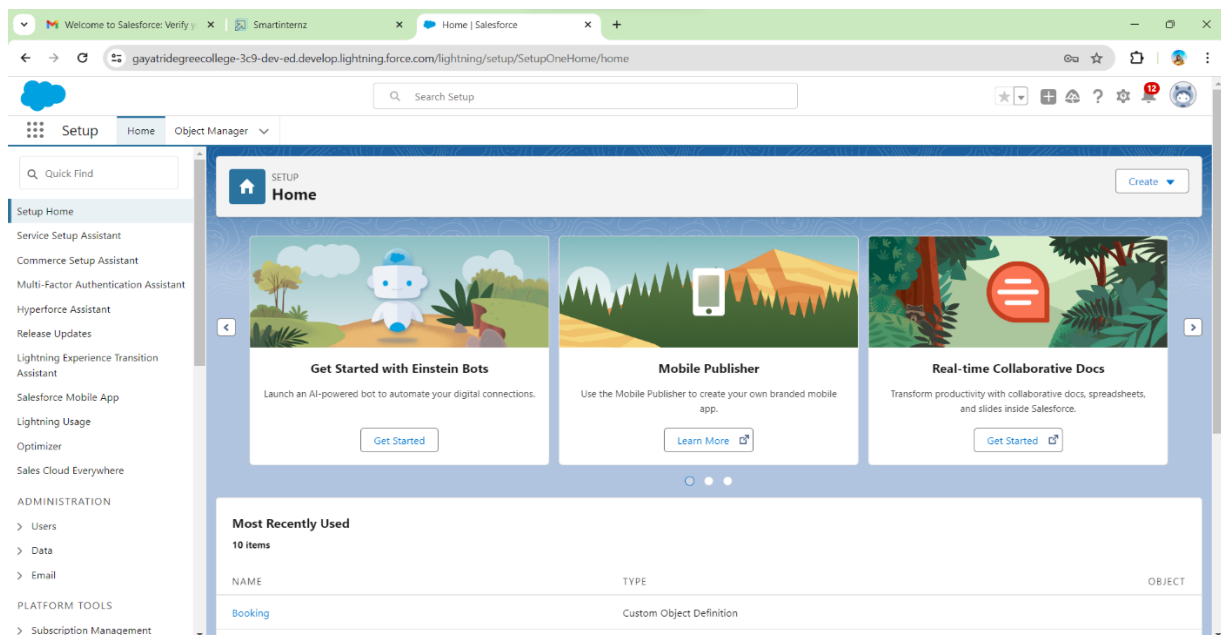 Welcome to Salesforce: Verify y
Smartinternz
Home | Salesforce
gayatridegreecollege-3c9-dev-ed.develop.lightning.force.com/lightning/setup/SetupOneHome/home
Search Setup
12
Setup
Home
Object Manager
Quick Find
Setup Home
Service Setup Assistant
Commerce Setup Assistant
Multi-Factor Authentication Assistant
Hyperforce Assistant
Release Updates
Lightning Experience Transition
Assistant
Salesforce Mobile App
Lightning Usage
Optimizer
Sales Cloud Everywhere
ADMINISTRATION
Users
Data
Email
PLATFORM TOOLS
Subscription Management
SETUP
Home
Create
Get Started with Einstein Bots
Launch an AI-powered bot to automate your digital connections.
Get Started
Mobile Publisher
Use the Mobile Publisher to create your own branded mobile
app.
Learn More
Real-time Collaborative Docs
Transform productivity with collaborative docs, spreadsheets,
and slides inside Salesforce.
Get Started
Most Recently Used
10 items
NAME TYPE OBJECT
Booking Custom Object Definition